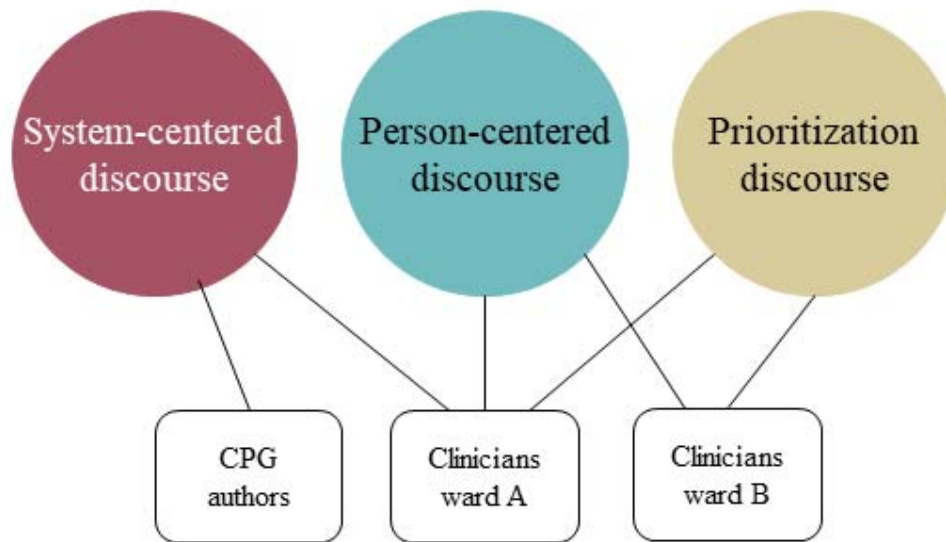 System-centered
discourse
Person-centered
discourse
Prioritization
discourse
CPG
authors
Clinicians
ward A
Clinicians
ward B